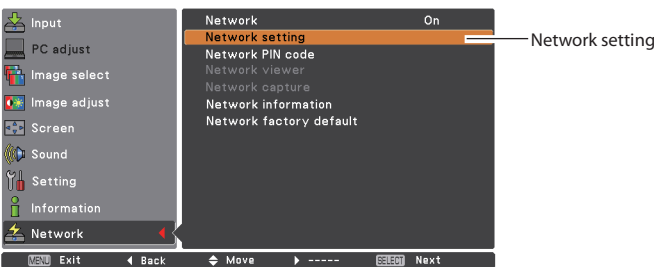 Input
PC adjust
Image select
Image adjust
Screen
Sound
Setting
Information
Network
Network On
Network setting
Network PIN code
Network viewer
Network capture
Network information
Network factory default
Network setting
MENU Exit Back Move ----- SELECT Next